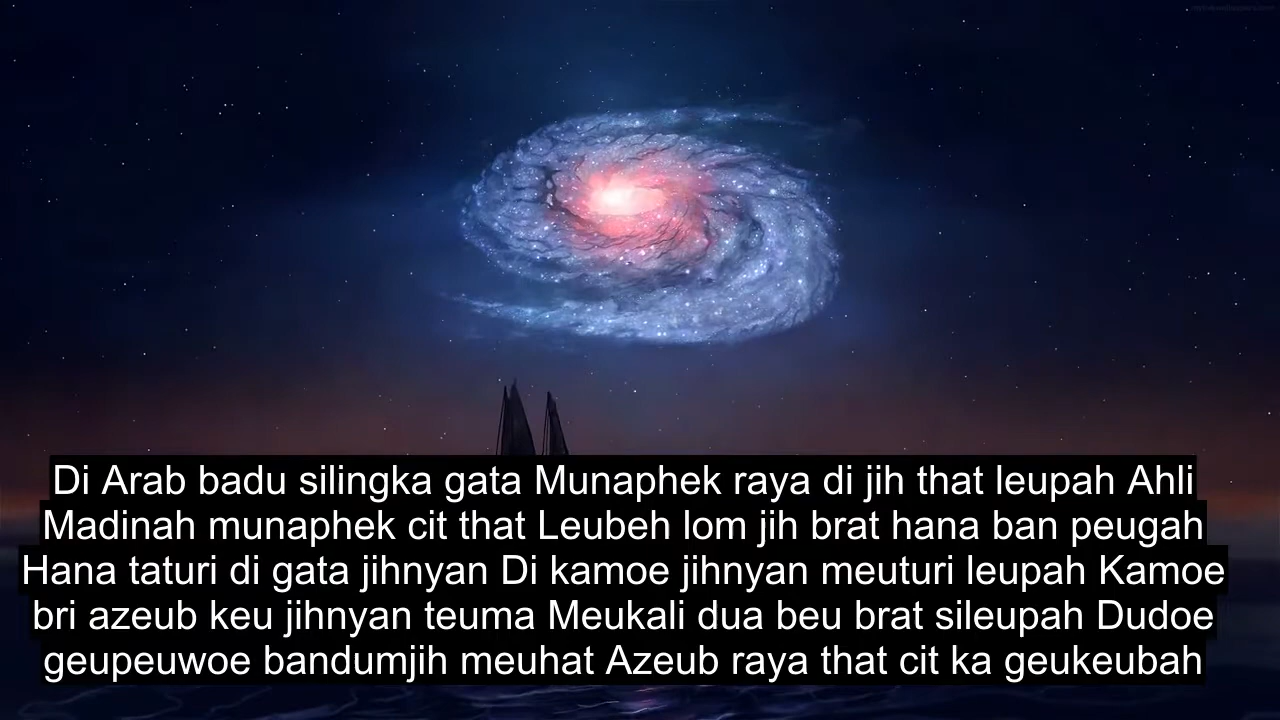 Di Arab badu silingka gata Munaphek raya di jih that leupah Ahli
Madinah munaphek cit that Leubeh lom jih brat hana ban peugah
Hana taturi di gata jihnyan Di kamoe jihnyan meuturi leupah Kamoe
bri azeub keu jihnyan teuma Meukali dua beu brat sileupah Dudoe
geupeuwoe bandumjih meuhat Azeub raya that cit ka geukeubah